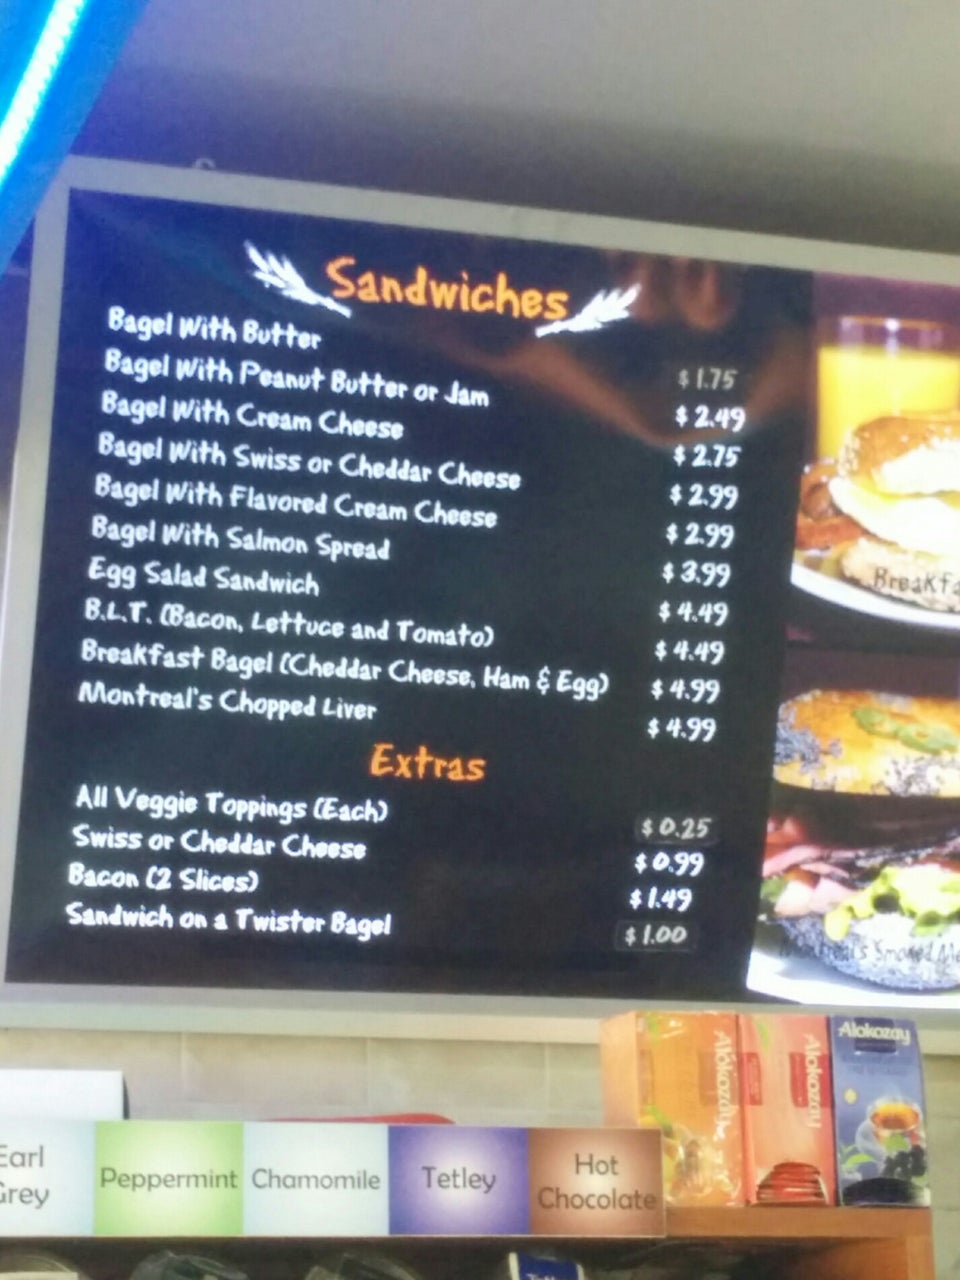 Sandwiches
Bagel With Butter $1.75
Bagel With Peanut Butter or Jam $2.49
Bagel With Cream Cheese $2.75
Bagel With Swiss or Cheddar Cheese $2.99
Bagel With Flavored Cream Cheese $2.99
Bagel With Salmon Spread $3.99
Egg Salad Sandwich $4.49
B.L.T. (Bacon, Lettuce and Tomato) $4.49
Breakfast Bagel (Cheddar Cheese, Ham & Egg) $4.99
Montreal's Chopped Liver $4.99
Extras
All Veggie Toppings (Each) $0.25
Swiss or Cheddar Cheese $0.99
Bacon (2 Slices) $1.49
Sandwich on a Twister Bagel $1.00
Breakfa
Montreal's Smoked Me
Alokozay
Alokozay
Alokozay
Earl
Grey
Peppermint
Chamomile
Tetley
Hot
Chocolate